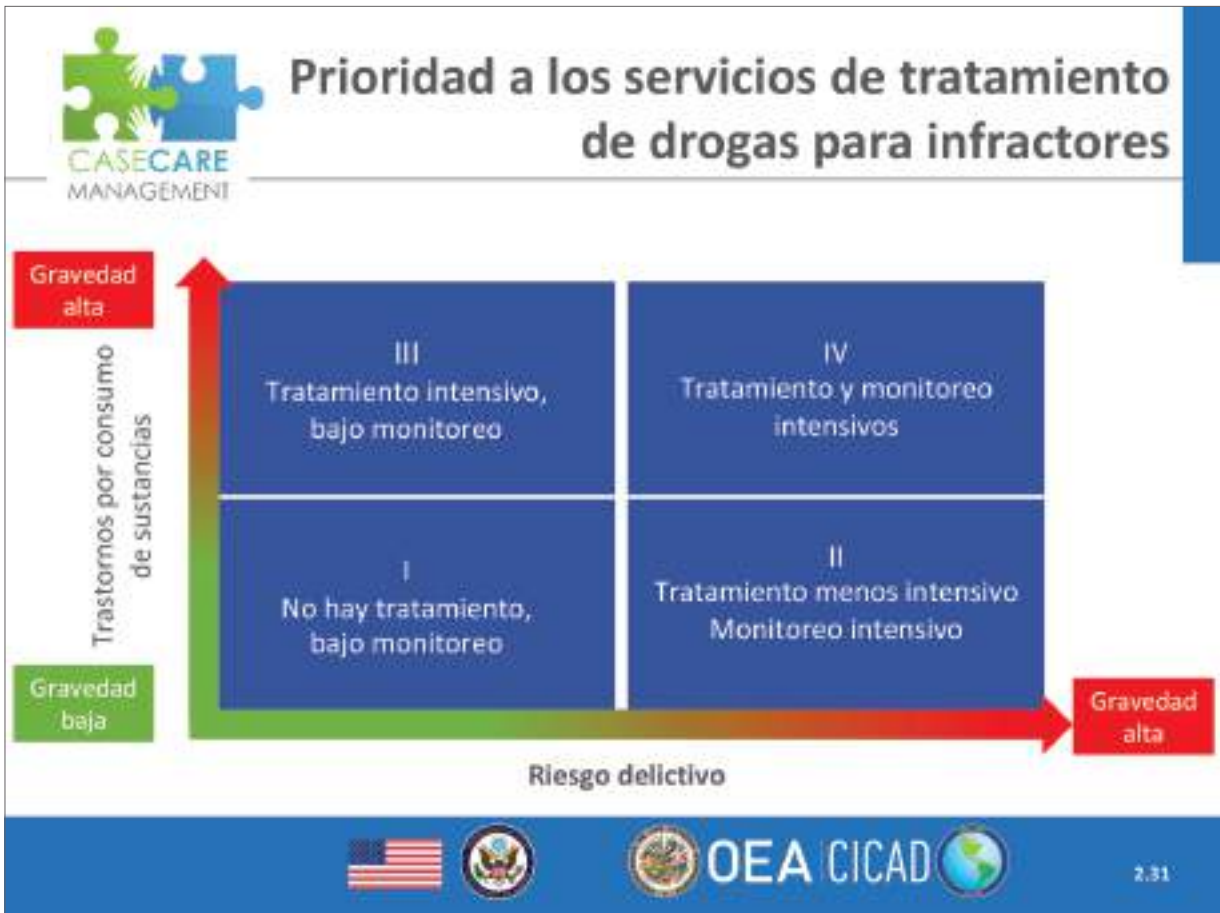 Prioridad a los servicios de tratamiento
de drogas para infractores
CASECARE
MANAGEMENT
Gravedad
alta
Trastornos por consumo
de sustancias
Gravedad
baja
III
Tratamiento intensivo,
bajo monitoreo
IV
Tratamiento y monitoreo
intensivos
I
No hay tratamiento,
bajo monitoreo
II
Tratamiento menos intensivo
Monitoreo intensivo
Gravedad
alta
Riesgo delictivo
OEA CICAD
2.31